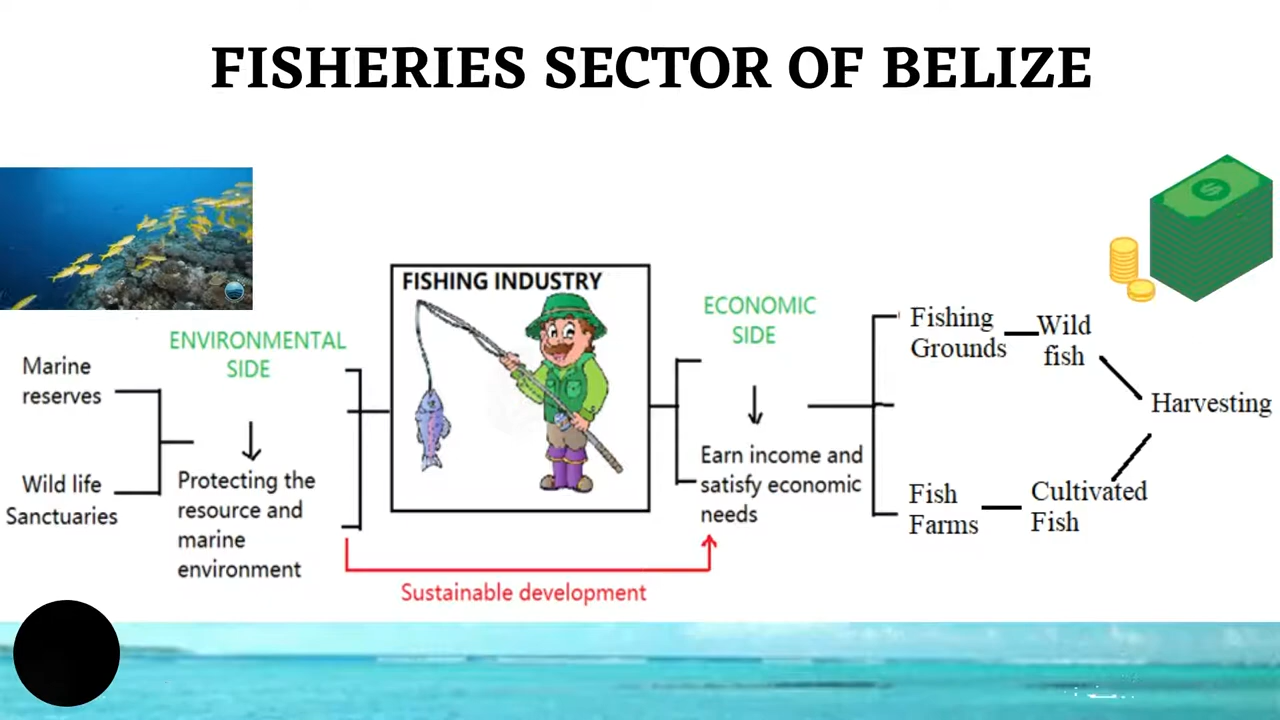 FISHERIES SECTOR OF BELIZE
FISHING INDUSTRY
ENVIRONMENTAL
SIDE
Marine
reserves
Wild life
Sanctuaries
Protecting the
resource and
marine
environment
Sustainable development
ECONOMIC
SIDE
Earn income and
satisfy economic
needs
Fishing
Grounds
Wild
fish
Harvesting
Fish
Farms
Cultivated
Fish
$